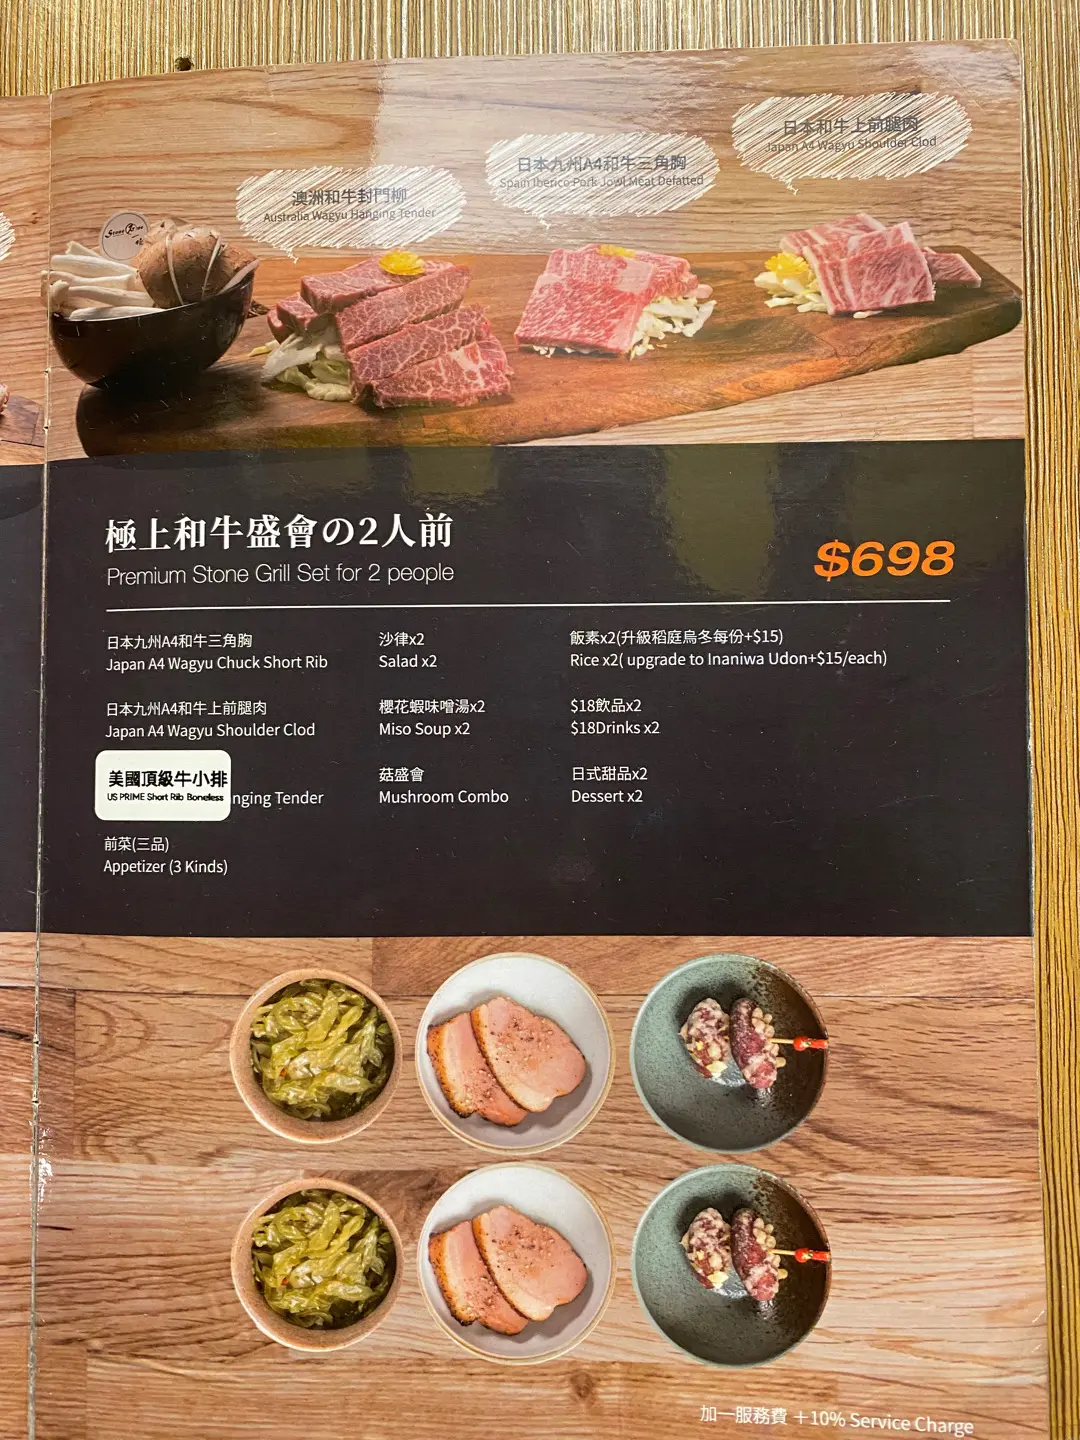 日本和牛上前腿肉
Japan A4 Wagyu Shoulder Clod
日本九州A4和牛三角胸
Spain Iberico Pork Jowl Meat Defatted
澳洲和牛封門柳
Australia Wagyu Hanging Tender
極上和牛盛會の2人前
Premium Stone Grill Set for 2 people
$698
日本九州A4和牛三角胸
Japan A4 Wagyu Chuck Short Rib
日本九州A4和牛上前腿肉
Japan A4 Wagyu Shoulder Clod
美國頂級牛小排
US PRIME Short Rib Boneless
nging Tender
前菜(三品)
Appetizer (3 Kinds)
沙律x2
Salad x2
櫻花蝦味噌湯x2
Miso Soup x2
菇盛會
Mushroom Combo
飯素x2(升級稻庭烏冬每份+$15)
Rice x2( upgrade to Inaniwa Udon+$15/each)
$18飲品x2
$18Drinks x2
日式甜品x2
Dessert x2
加一服務費 +10% Service Charge